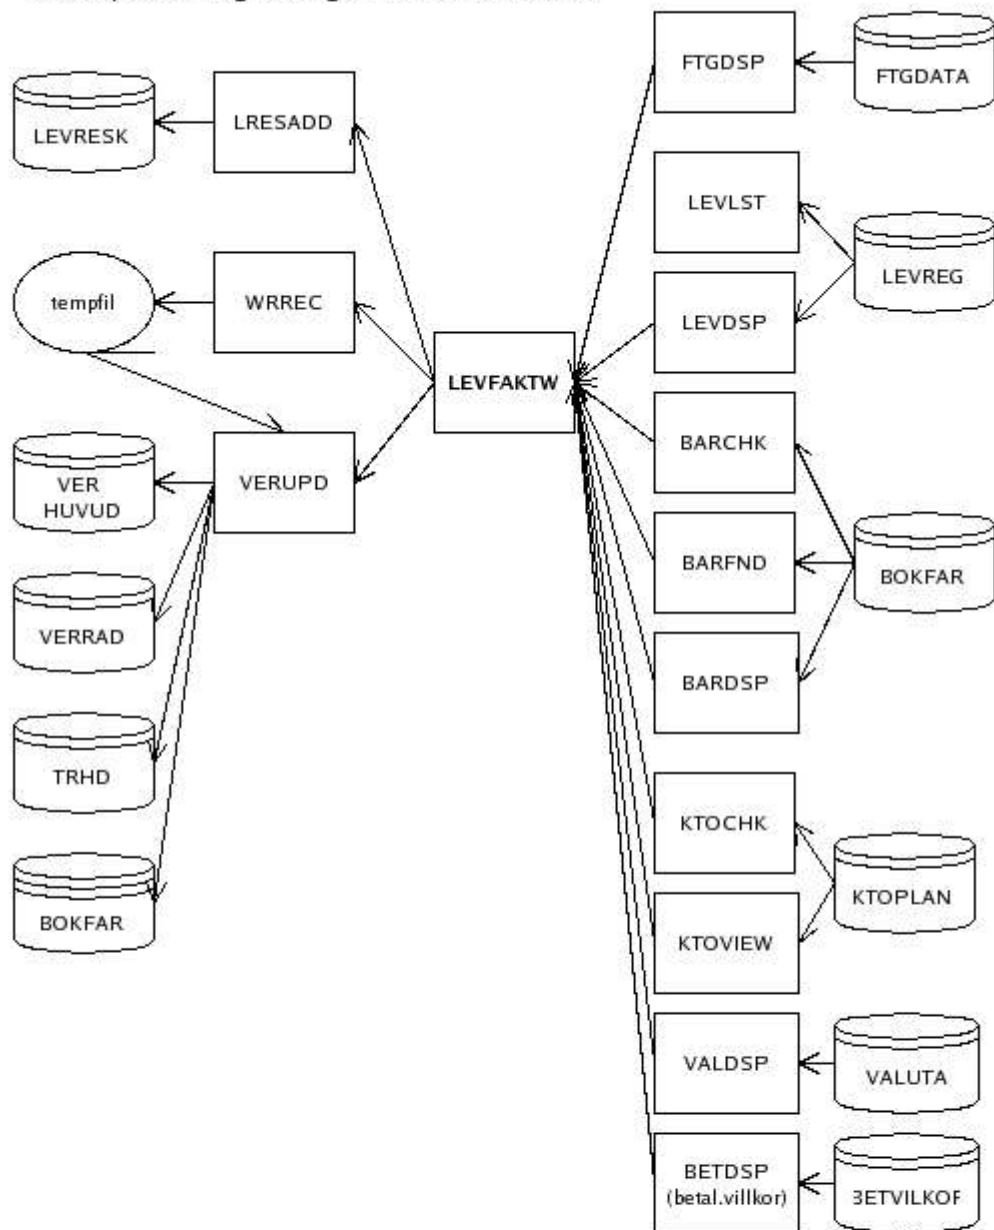 FTGDSP
FTGDATA
LEVRESK
LRESADD
LEVLST
LEVREG
tempfil
WRREC
LEVDSP
LEVFAKTW
VER
HUVUD
VERUPD
BARCHK
BARFND
BOKFAR
VERRAD
BARDSP
TRHD
KTOCHK
KTOPLAN
BOKFAR
KTOVIEW
VALDSP
VALUTA
BETDSP
(betal.villkor)